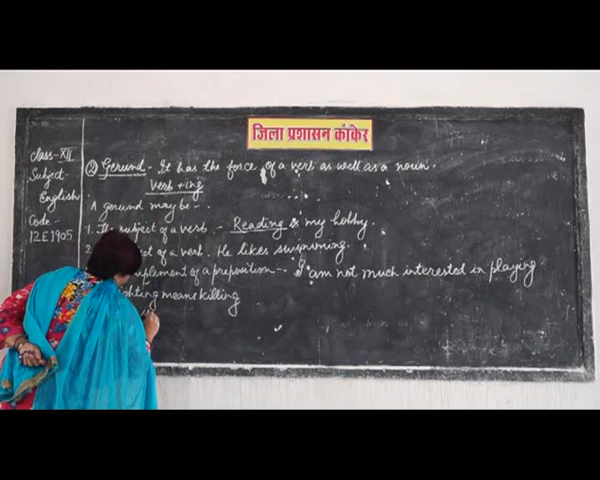 जिला प्रशासन कांकेर
Class-XII
Subject-
English
Code-
12E1905
② Gerund - It has the force of a verb as well as a noun.
Verb + ing
A gerund may be -
1. The subject of a verb. - Reading is my hobby.
2. ject of a verb. He likes swimming.
mplement of a preposition - I am not much interested in playing
ghting means killing